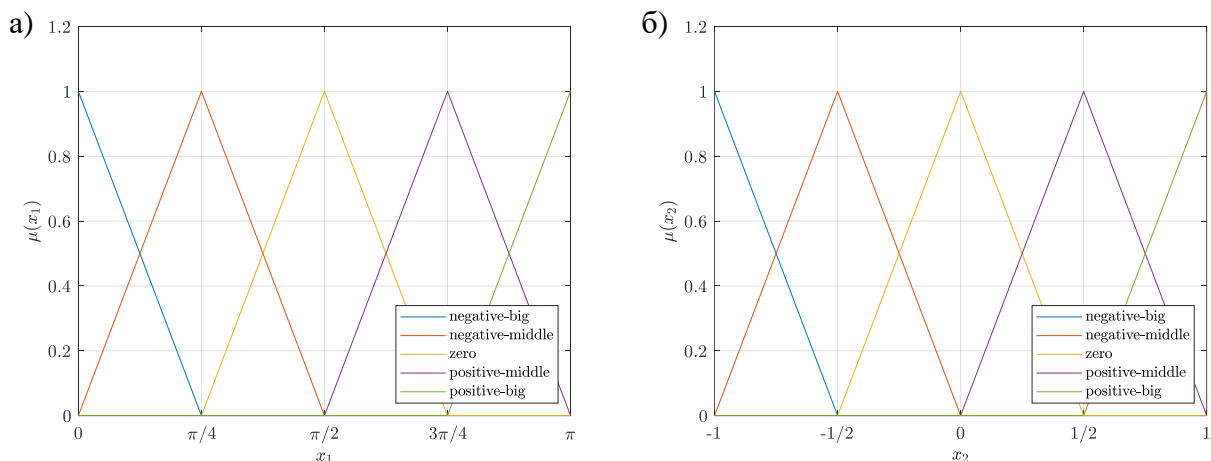 а)
1.2
1
0.8
0.6
0.4
0.2
0
μ(x₁)
negative-big
negative-middle
zero
positive-middle
positive-big
0 π/4 π/2 3π/4 π
x₁
б)
1.2
1
0.8
0.6
0.4
0.2
0
μ(x₂)
negative-big
negative-middle
zero
positive-middle
positive-big
-1 -1/2 0 1/2 1
x₂